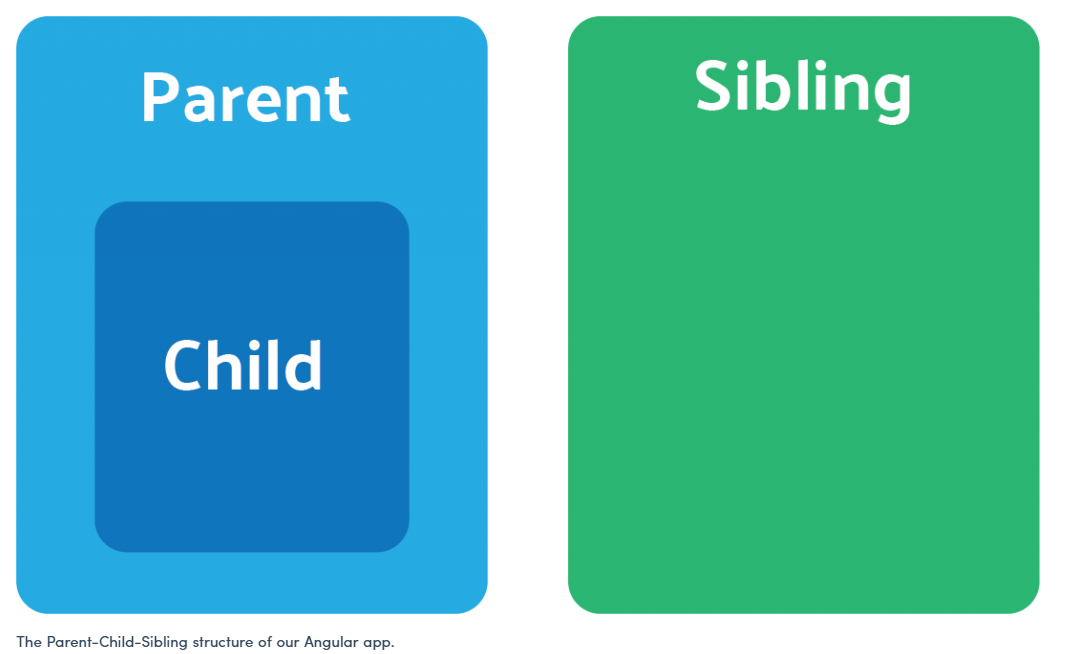 Parent
Sibling
Child
The Parent-Child-Sibling structure of our Angular app.